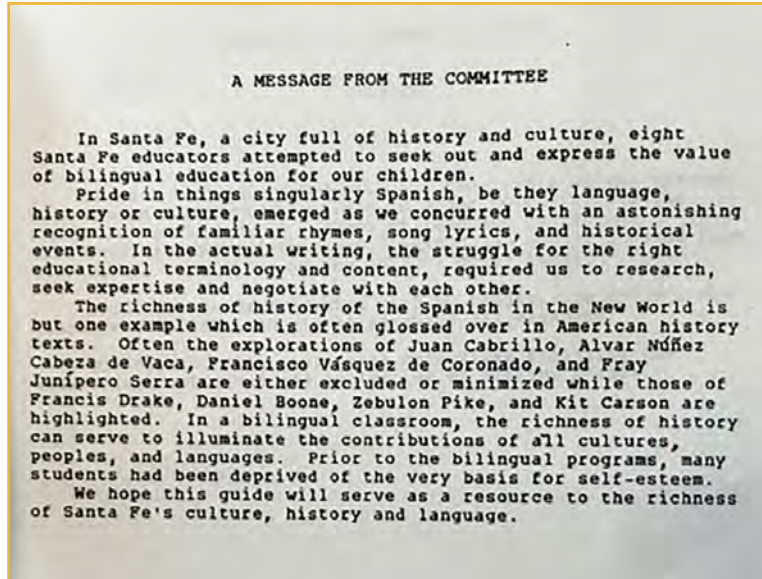 A MESSAGE FROM THE COMMITTEE
In Santa Fe, a city full of history and culture, eight
Santa Fe educators attempted to seek out and express the value
of bilingual education for our children.
Pride in things singularly Spanish, be they language,
history or culture, emerged as we concurred with an astonishing
recognition of familiar rhymes, song lyrics, and historical
events. In the actual writing, the struggle for the right
educational terminology and content, required us to research,
seek expertise and negotiate with each other.
The richness of history of the Spanish in the New World is
but one example which is often glossed over in American history
texts. Often the explorations of Juan Cabrillo, Alvar Núñez
Cabeza de Vaca, Francisco Vásquez de Coronado, and Fray
Junípero Serra are either excluded or minimized while those of
Francis Drake, Daniel Boone, Zebulon Pike, and Kit Carson are
highlighted. In a bilingual classroom, the richness of history
can serve to illuminate the contributions of all cultures,
peoples, and languages. Prior to the bilingual programs, many
students had been deprived of the very basis for self-esteem.
We hope this guide will serve as a resource to the richness
of Santa Fe's culture, history and language.